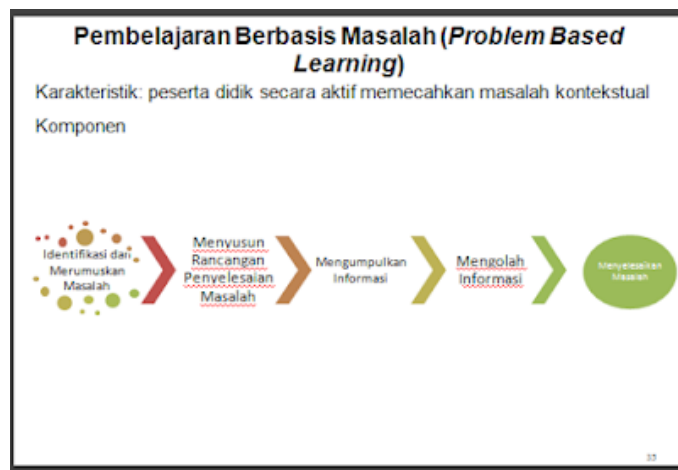 Pembelajaran Berbasis Masalah (Problem Based
Learning)
Karakteristik: peserta didik secara aktif memecahkan masalah kontekstual
Komponen
Identifikasi dan
Merumuskan
Masalah
Menyusun
Rancangan
Penyelesaian
Masalah
Mengumpulkan
Informasi
Mengolah
Informasi
Menyelesaikan
Masalah